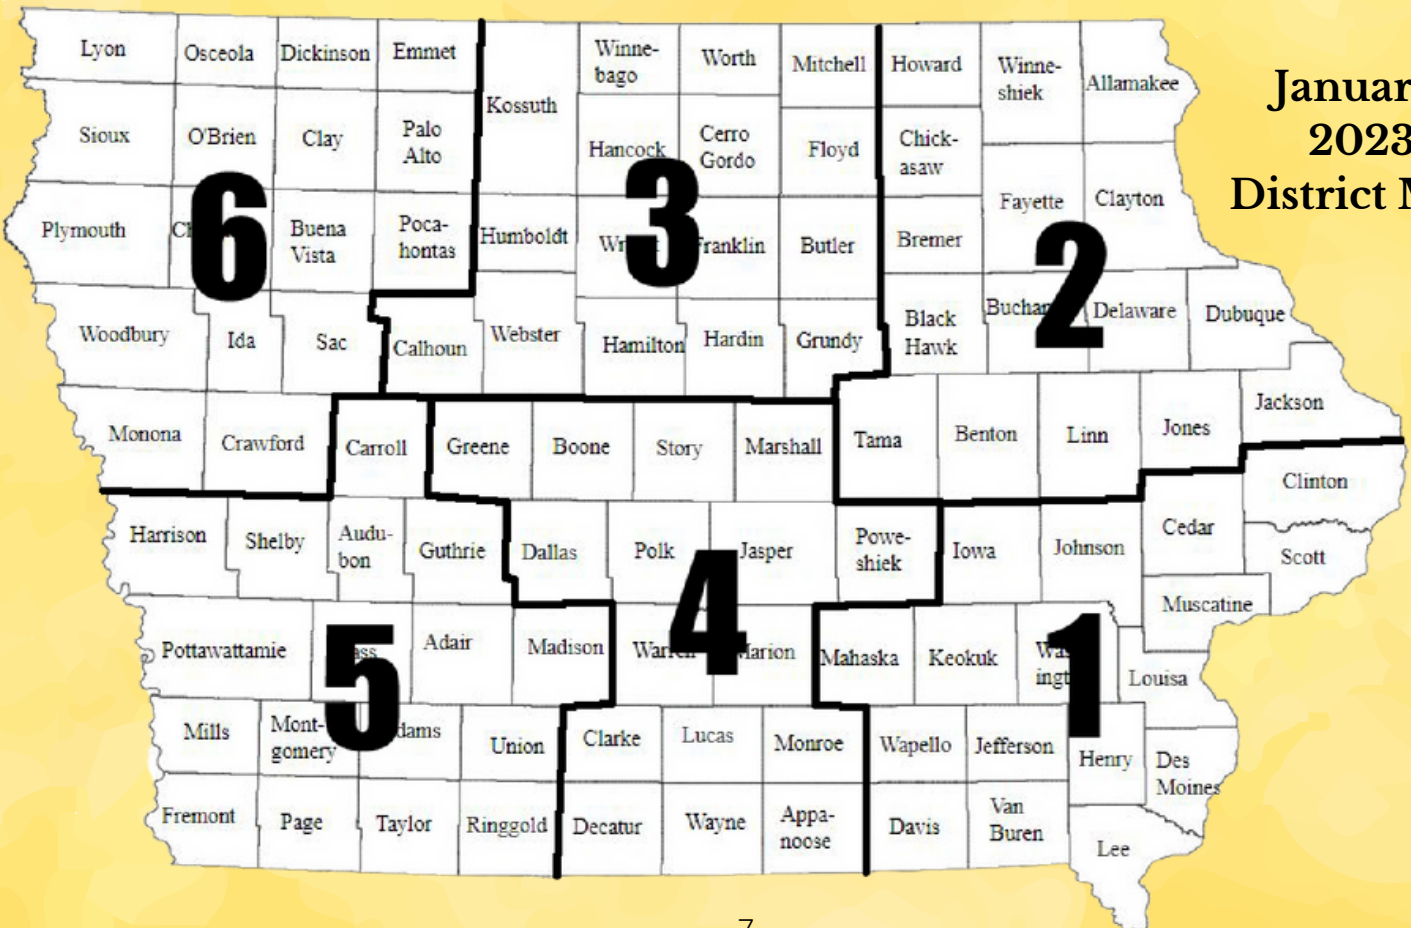 Lyon
Osceola
Dickinson
Emmet
Kossuth
Winne-
bago
Worth
Mitchell
Howard
Winne-
shiek
Allamakee
2023
District
Sioux
O'Brien
Clay
Palo
Alto
Hancock
Cerro
Gordo
Floyd
Chick-
asaw
Fayette
Clayton
6
3
2
Plymouth
Buena
Vista
Poca-
hontas
Humboldt
Franklin
Butler
Bremer
Woodbury
Ida
Sac
Calhoun
Webster
Hamilton
Hardin
Grundy
Black
Hawk
Delaware
Dubuque
Monona
Crawford
Carroll
Greene
Boone
Story
Marshall
Tama
Benton
Linn
Jones
Jackson
Clinton
Harrison
Shelby
Audu-
bon
Guthrie
Dallas
Polk
Jasper
Powe-
shiek
Iowa
Johnson
Cedar
Scott
Muscatine
4
5
1
Pottawattamie
Adair
Madison
Mahaska
Keokuk
Louisa
Mills
Mont-
gomery
Union
Clarke
Lucas
Monroe
Wapello
Jefferson
Henry
Des
Moines
Fremont
Page
Taylor
Ringgold
Decatur
Wayne
Appa-
noose
Davis
Van
Buren
Lee